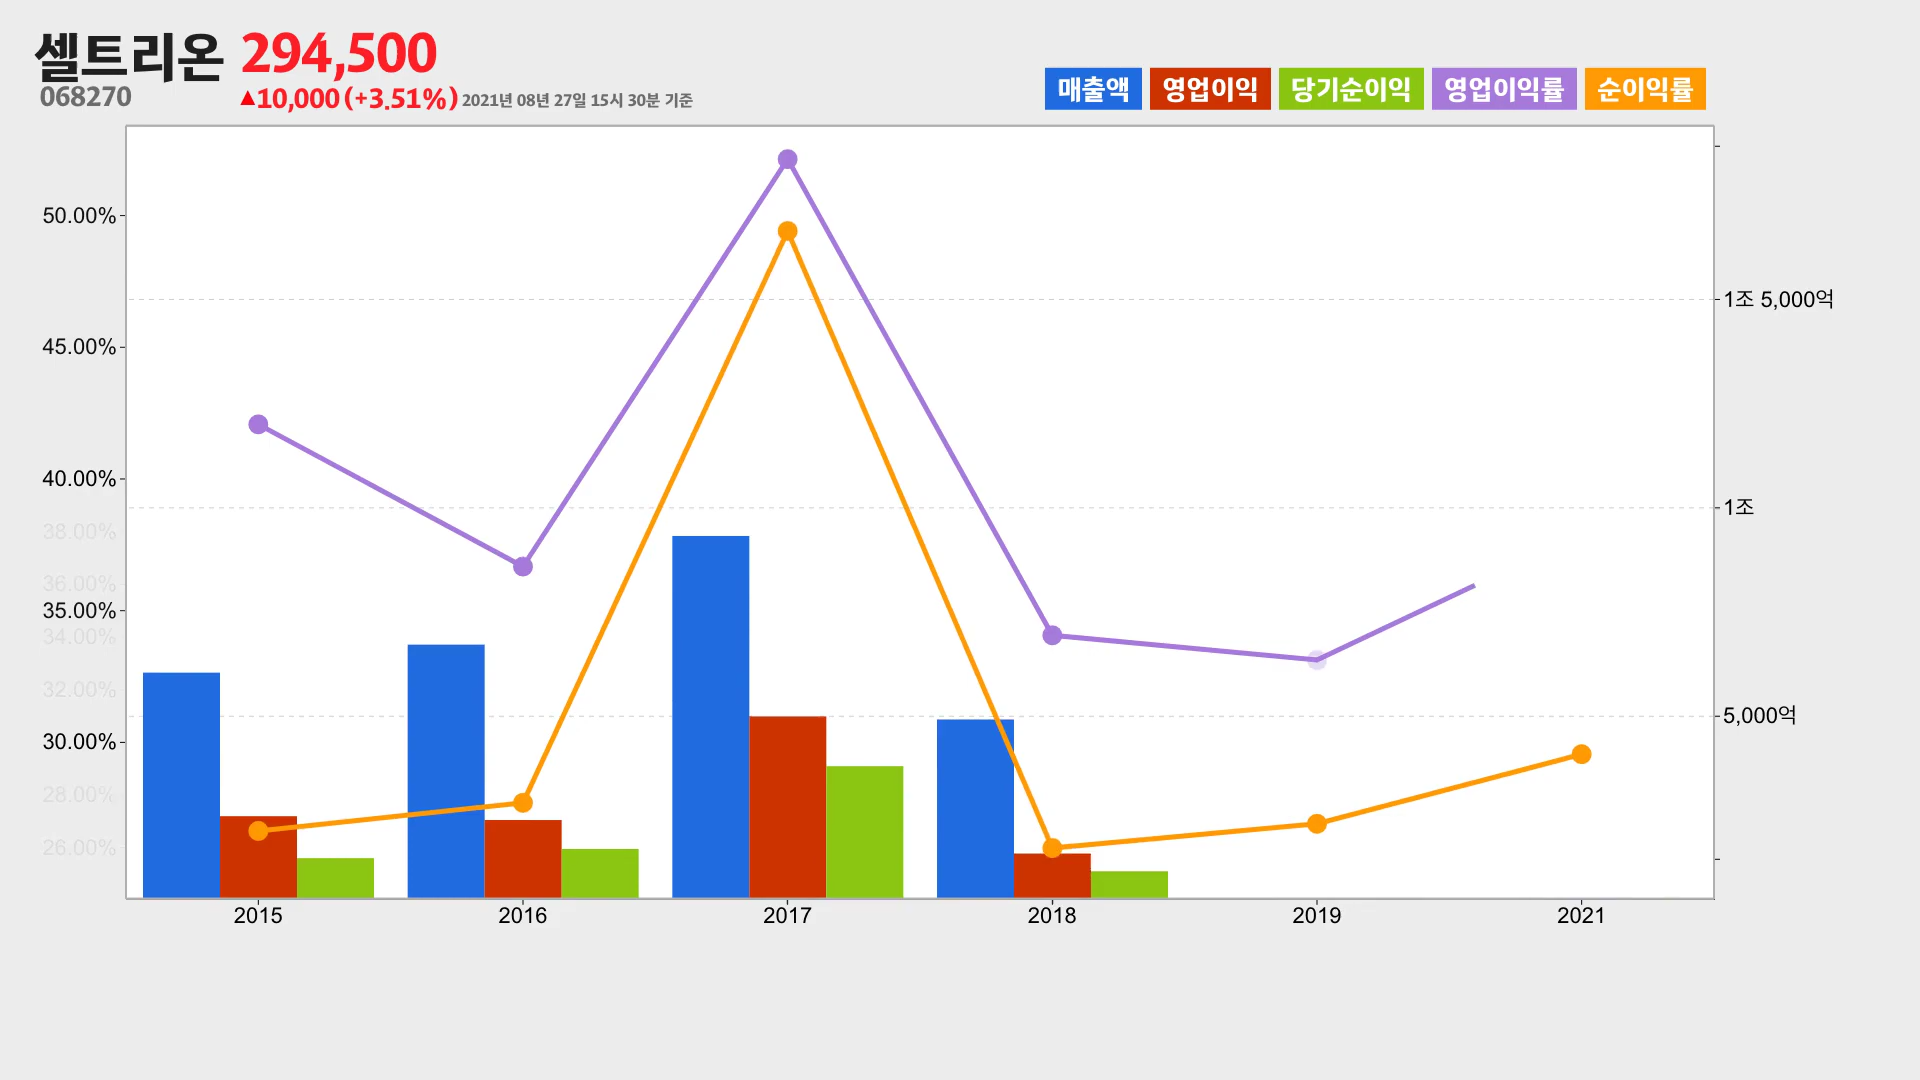 셀트리온 294,500
068270 ▲10,000 (+3.51%) 2021년 08년 27일 15시 30분 기준
매출액 영업이익 당기순이익 영업이익률 순이익률
50.00%
45.00%
40.00%
38.00%
36.00%
35.00%
34.00%
32.00%
30.00%
28.00%
26.00%
1조 5,000억
1조
5,000억
2015 2016 2017 2018 2019 2021